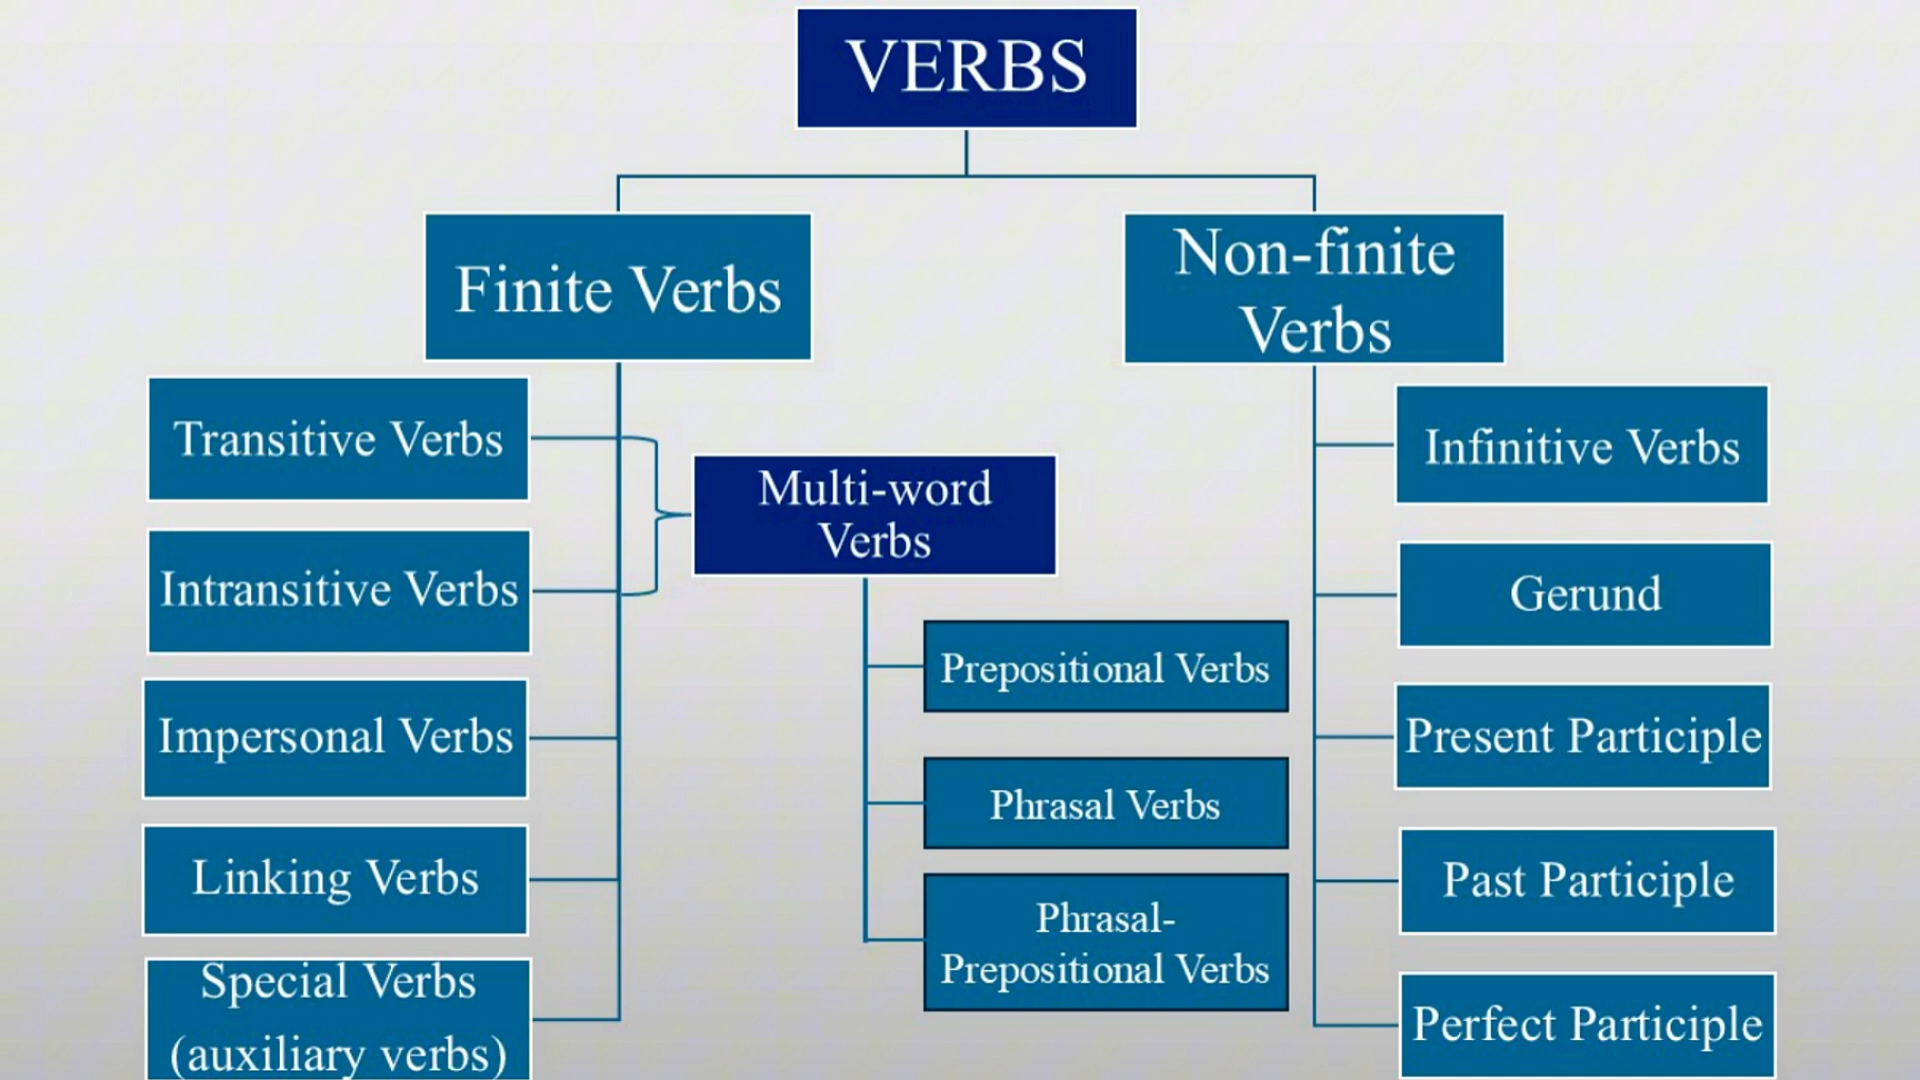 VERBS
Finite Verbs
Non-finite
Verbs
Transitive Verbs
Intransitive Verbs
Impersonal Verbs
Linking Verbs
Special Verbs
(auxiliary verbs)
Multi-word
Verbs
Prepositional Verbs
Phrasal Verbs
Phrasal-
Prepositional Verbs
Infinitive Verbs
Gerund
Present Participle
Past Participle
Perfect Participle